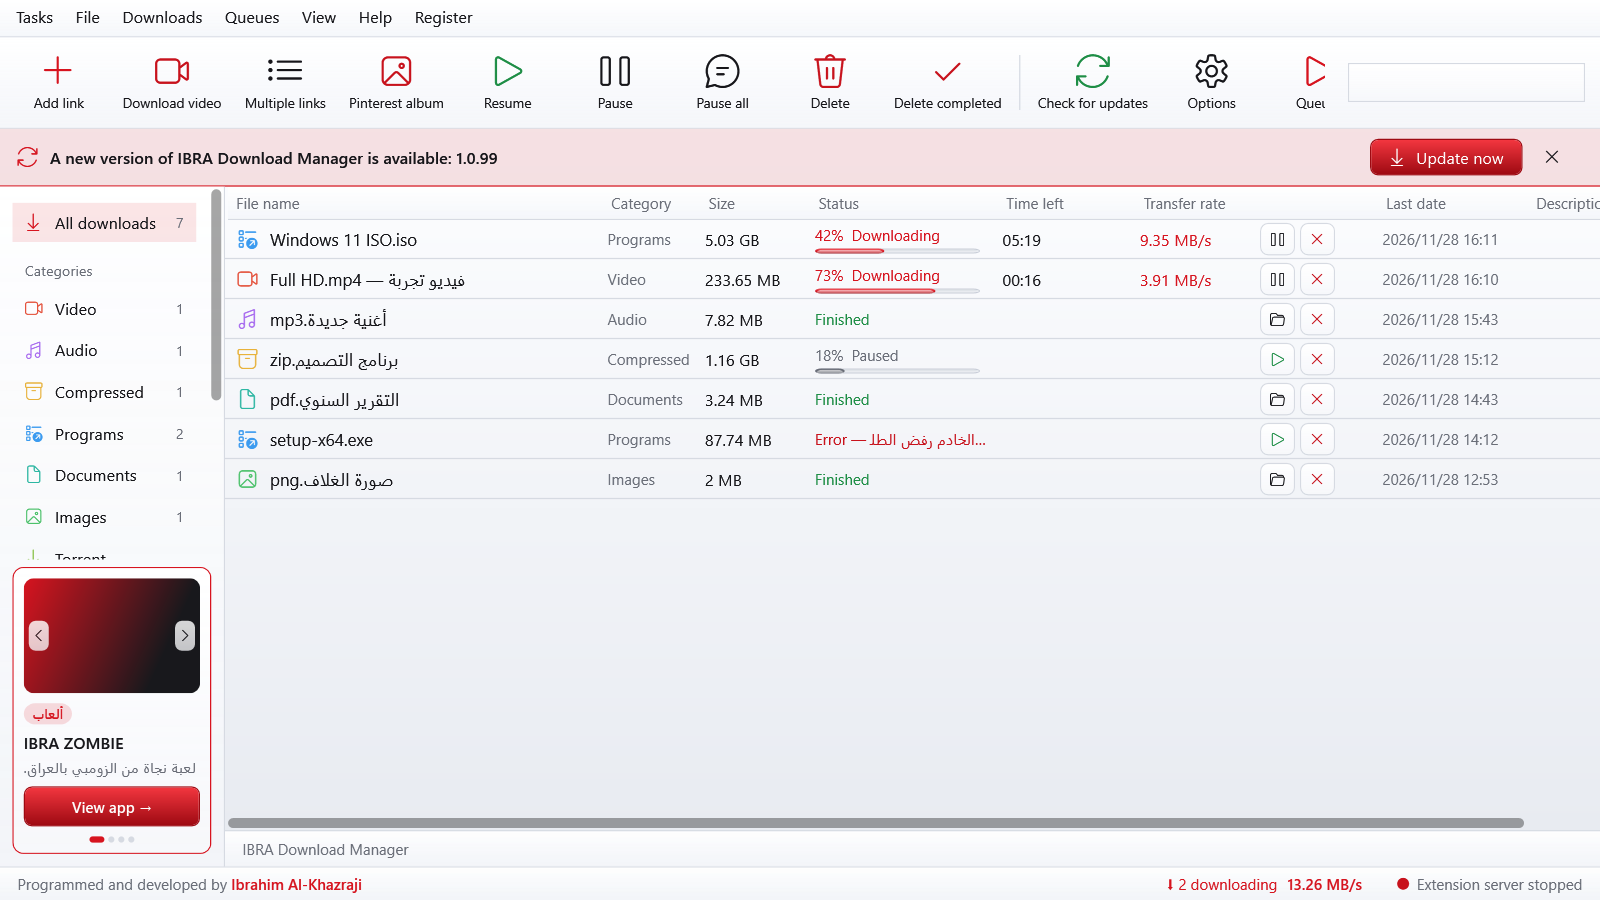 Tasks File Downloads Queues View Help Register
Add link Download video Multiple links Pinterest album Resume Pause Pause all Delete Delete completed Check for updates Options Queu
A new version of IBRA Download Manager is available: 1.0.99 Update now
All downloads 7
Categories
Video 1
Audio 1
Compressed 1
Programs 2
Documents 1
Images 1
Torrent
ألعاب
IBRA ZOMBIE
لعبة نجاة من الزومبي بالعراق.
View app →
File name Category Size Status Time left Transfer rate Last date Descriptio
Windows 11 ISO.iso Programs 5.03 GB 42% Downloading 05:19 9.35 MB/s 2026/11/28 16:11
Full HD.mp4 — فيديو تجربة Video 233.65 MB 73% Downloading 00:16 3.91 MB/s 2026/11/28 16:10
أغنية جديدة.mp3 Audio 7.82 MB Finished 2026/11/28 15:43
برنامج التصميم.zip Compressed 1.16 GB 18% Paused 2026/11/28 15:12
التقرير السنوي.pdf Documents 3.24 MB Finished 2026/11/28 14:43
setup-x64.exe Programs 87.74 MB Error — الخادم رفض الطلـ... 2026/11/28 14:12
صورة الغلاف.png Images 2 MB Finished 2026/11/28 12:53
IBRA Download Manager
Programmed and developed by Ibrahim Al-Khazraji ⬇ 2 downloading 13.26 MB/s Extension server stopped